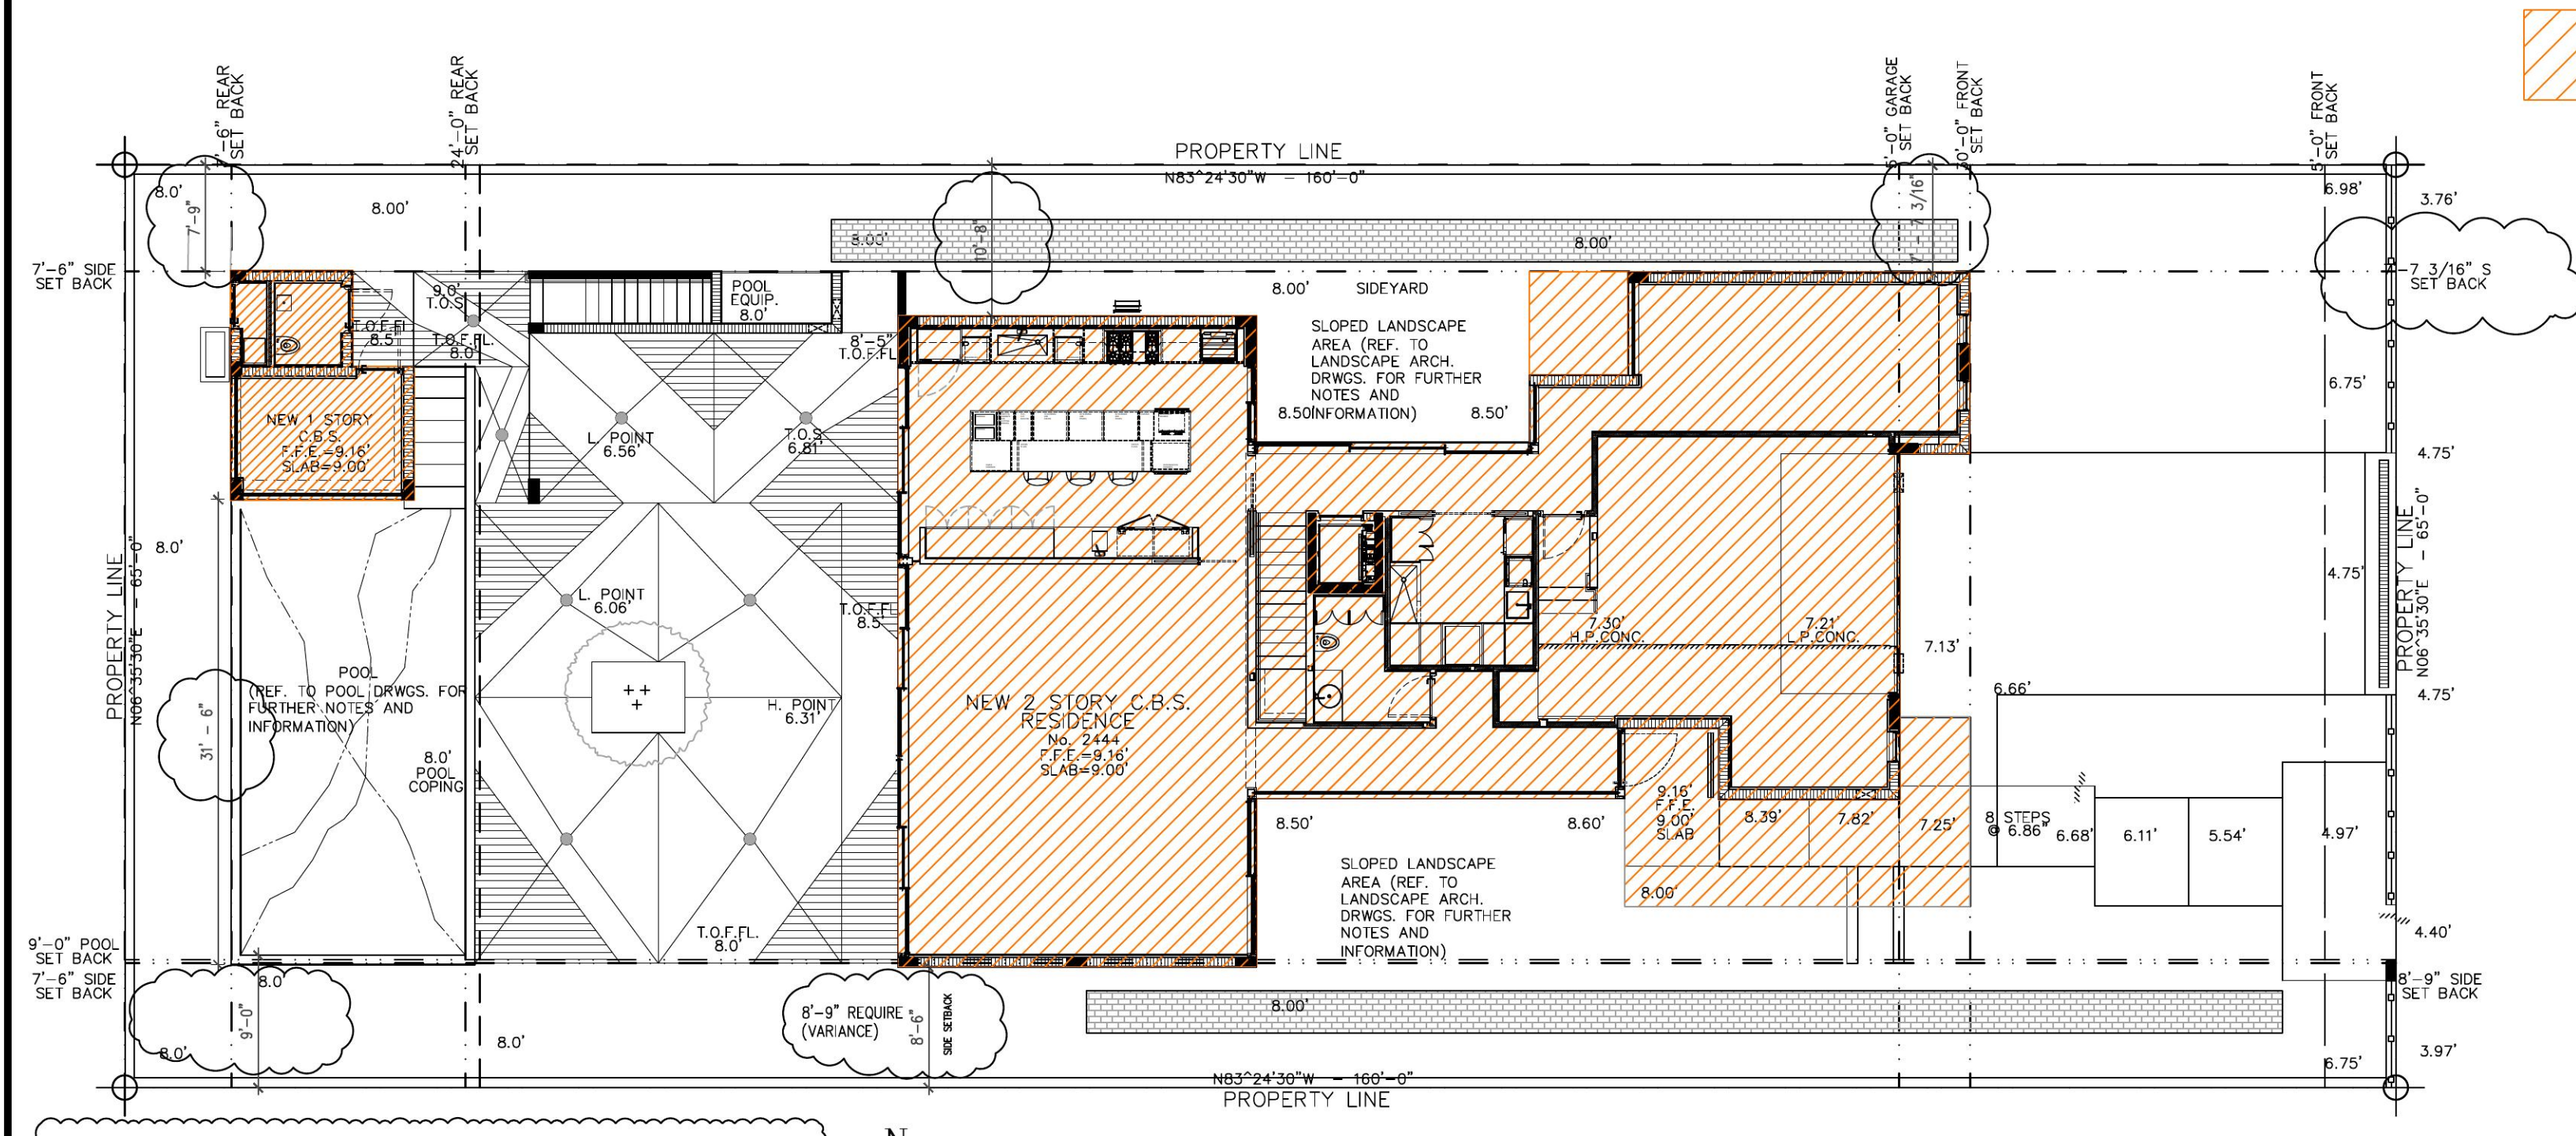 PROPERTY LINE
N83^24'30"W - 160'-0"
SET BACK
24'-0" REAR
SET BACK
SET BACK
SET BACK
SET BACK
8.0'
7'-9"
8.00'
10'-8"
8.00'
8.00'
6.98'
3.76'
7'-6" SIDE
SET BACK
9.0'
T.O.S.
T.O.F.FL.
8.5'
T.O.F.FL.
8.0'
POOL
EQUIP.
8.0'
8'-5"
T.O.F.FL
8.00'
SIDEYARD
SLOPED LANDSCAPE
AREA (REF. TO
LANDSCAPE ARCH.
DRWGS. FOR FURTHER
NOTES AND
INFORMATION)
8.50'
8.50'
-7 3/16" S
SET BACK
6.75'
NEW 1 STORY
C.B.S.
F.F.E.=9.16'
SLAB=9.00'
L. POINT
6.56'
T.O.S.
6.81'
4.75'
4.75'
PROPERTY LINE
N06^35'30"E - 65'-0"
8.0'
L. POINT
6.06'
T.O.F.FL
8.5'
7.30'
H.P.CONC.
7.21'
L.P.CONC.
7.13'
6.66'
4.75'
PROPERTY LINE
N06^35'30"E - 65'-0"
31' - 6"
POOL
(REF. TO POOL DRWGS. FOR
FURTHER NOTES AND
INFORMATION)
8.0'
POOL
COPING
H. POINT
6.31'
NEW 2 STORY C.B.S.
RESIDENCE
No. 2444
F.F.E.=9.16'
SLAB=9.00'
9.16'
F.F.E.
9.00'
SLAB
8.39'
7.82'
7.25'
8 STEPS
@ 6.86"
6.68'
6.11'
5.54'
4.97'
8.50'
8.60'
8.00'
SLOPED LANDSCAPE
AREA (REF. TO
LANDSCAPE ARCH.
DRWGS. FOR FURTHER
NOTES AND
INFORMATION)
T.O.F.FL.
8.0'
4.40'
9'-0" POOL
SET BACK
7'-6" SIDE
SET BACK
8.0'
9'-0"
8.0'
8.0'
8'-9" REQUIRE
(VARIANCE)
8'-6"
SIDE SETBACK
8.00'
8'-9" SIDE
SET BACK
6.75'
3.97'
N83^24'30"W - 160'-0"
PROPERTY LINE